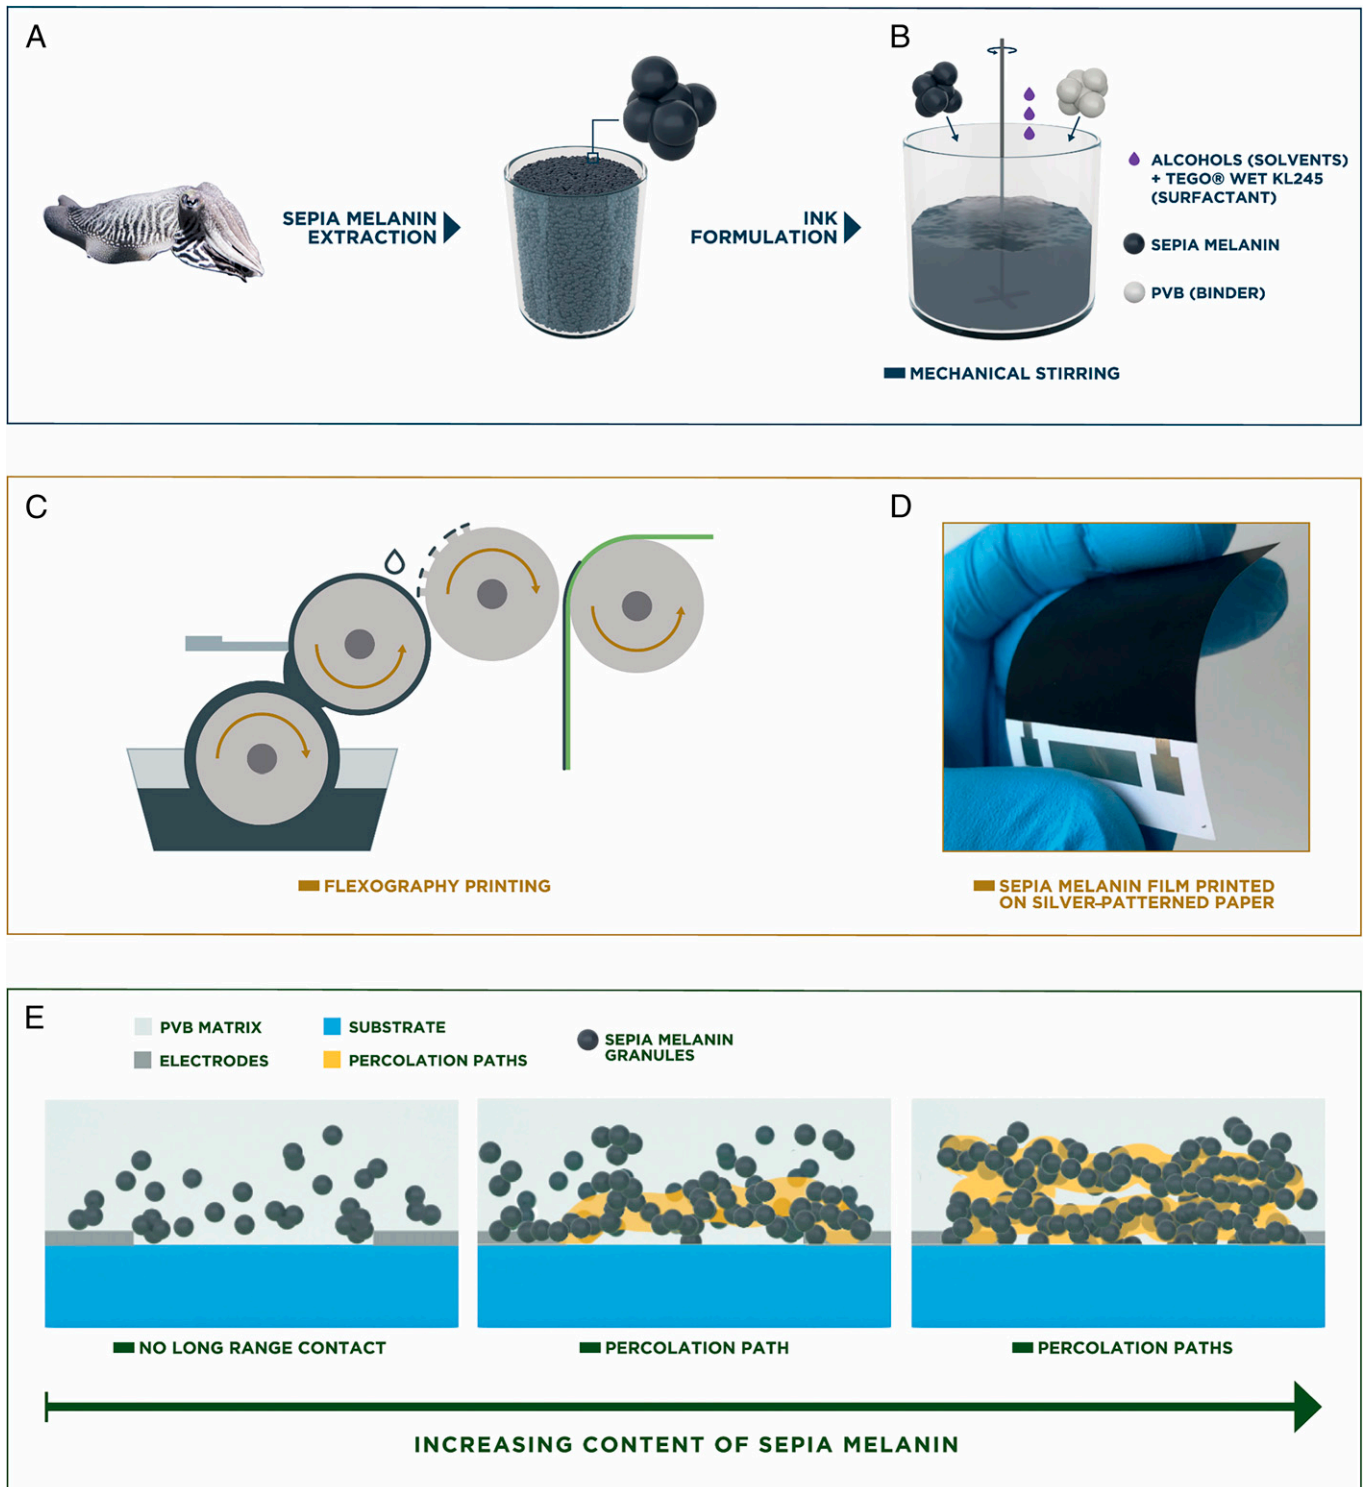 A
B
SEPIA MELANIN
EXTRACTION
INK
FORMULATION
ALCOHOLS (SOLVENTS)
+ TEGO® WET KL245
(SURFACTANT)
SEPIA MELANIN
PVB (BINDER)
MECHANICAL STIRRING
C
D
FLEXOGRAPHY PRINTING
SEPIA MELANIN FILM PRINTED
ON SILVER-PATTERNED PAPER
E
PVB MATRIX
SUBSTRATE
SEPIA MELANIN
GRANULES
ELECTRODES
PERCOLATION PATHS
NO LONG RANGE CONTACT
PERCOLATION PATH
PERCOLATION PATHS
INCREASING CONTENT OF SEPIA MELANIN